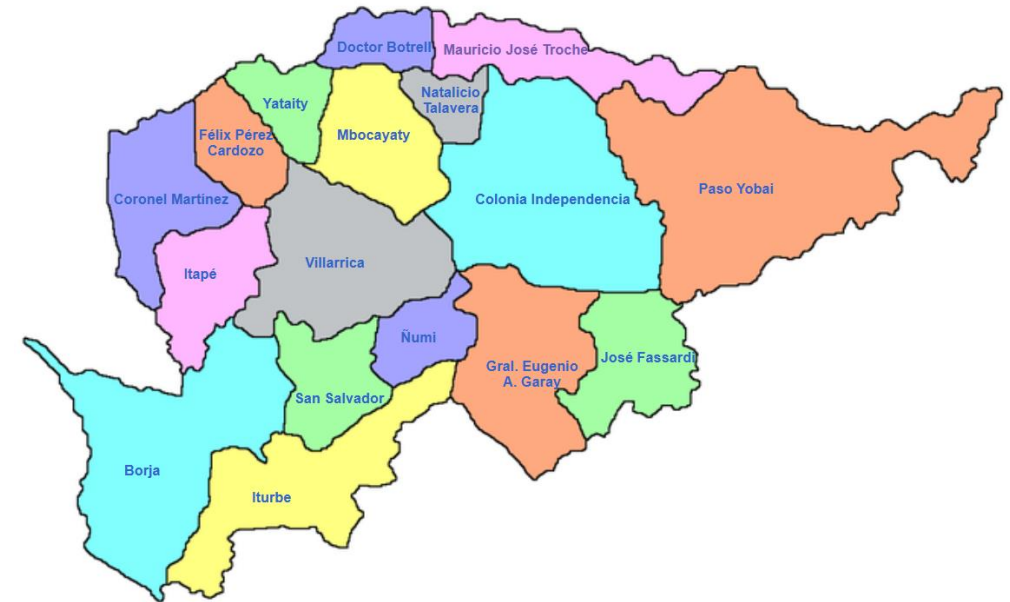 Doctor Botrell
Mauricio José Troche
Natalicio
Talavera
Yataity
Mbocayaty
Félix Pérez
Cardozo
Coronel Martinez
Colonia Independencia
Paso Yobai
Villarrica
Itapé
Ñumi
José Fassardi
Gral. Eugenio
A. Garay
San Salvador
Borja
Iturbe